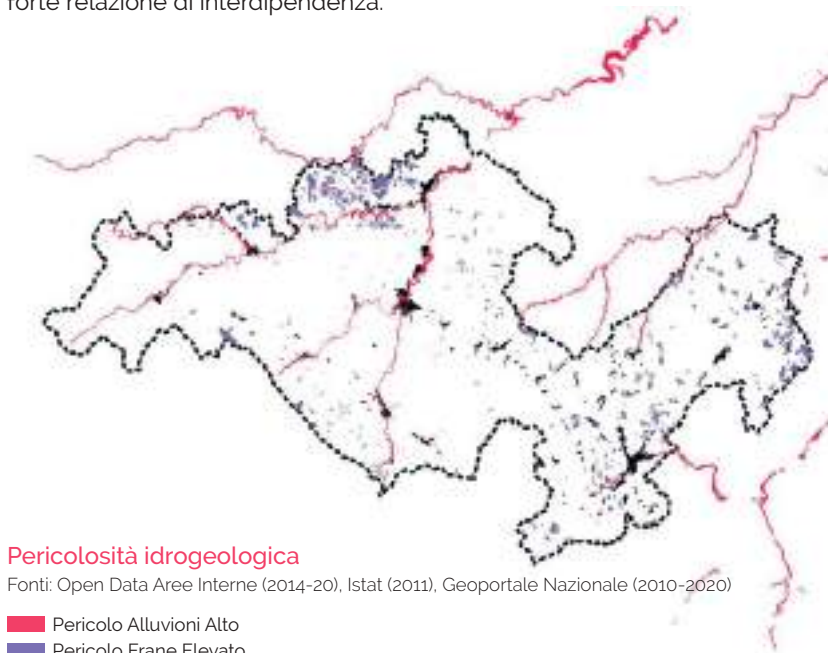 forte relazione di interdipendenza.
Pericolosità idrogeologica
Fonti: Open Data Aree Interne (2014-20), Istat (2011), Geoportale Nazionale (2010-2020)
Pericolo Alluvioni Alto
Pericolo Frane Elevato